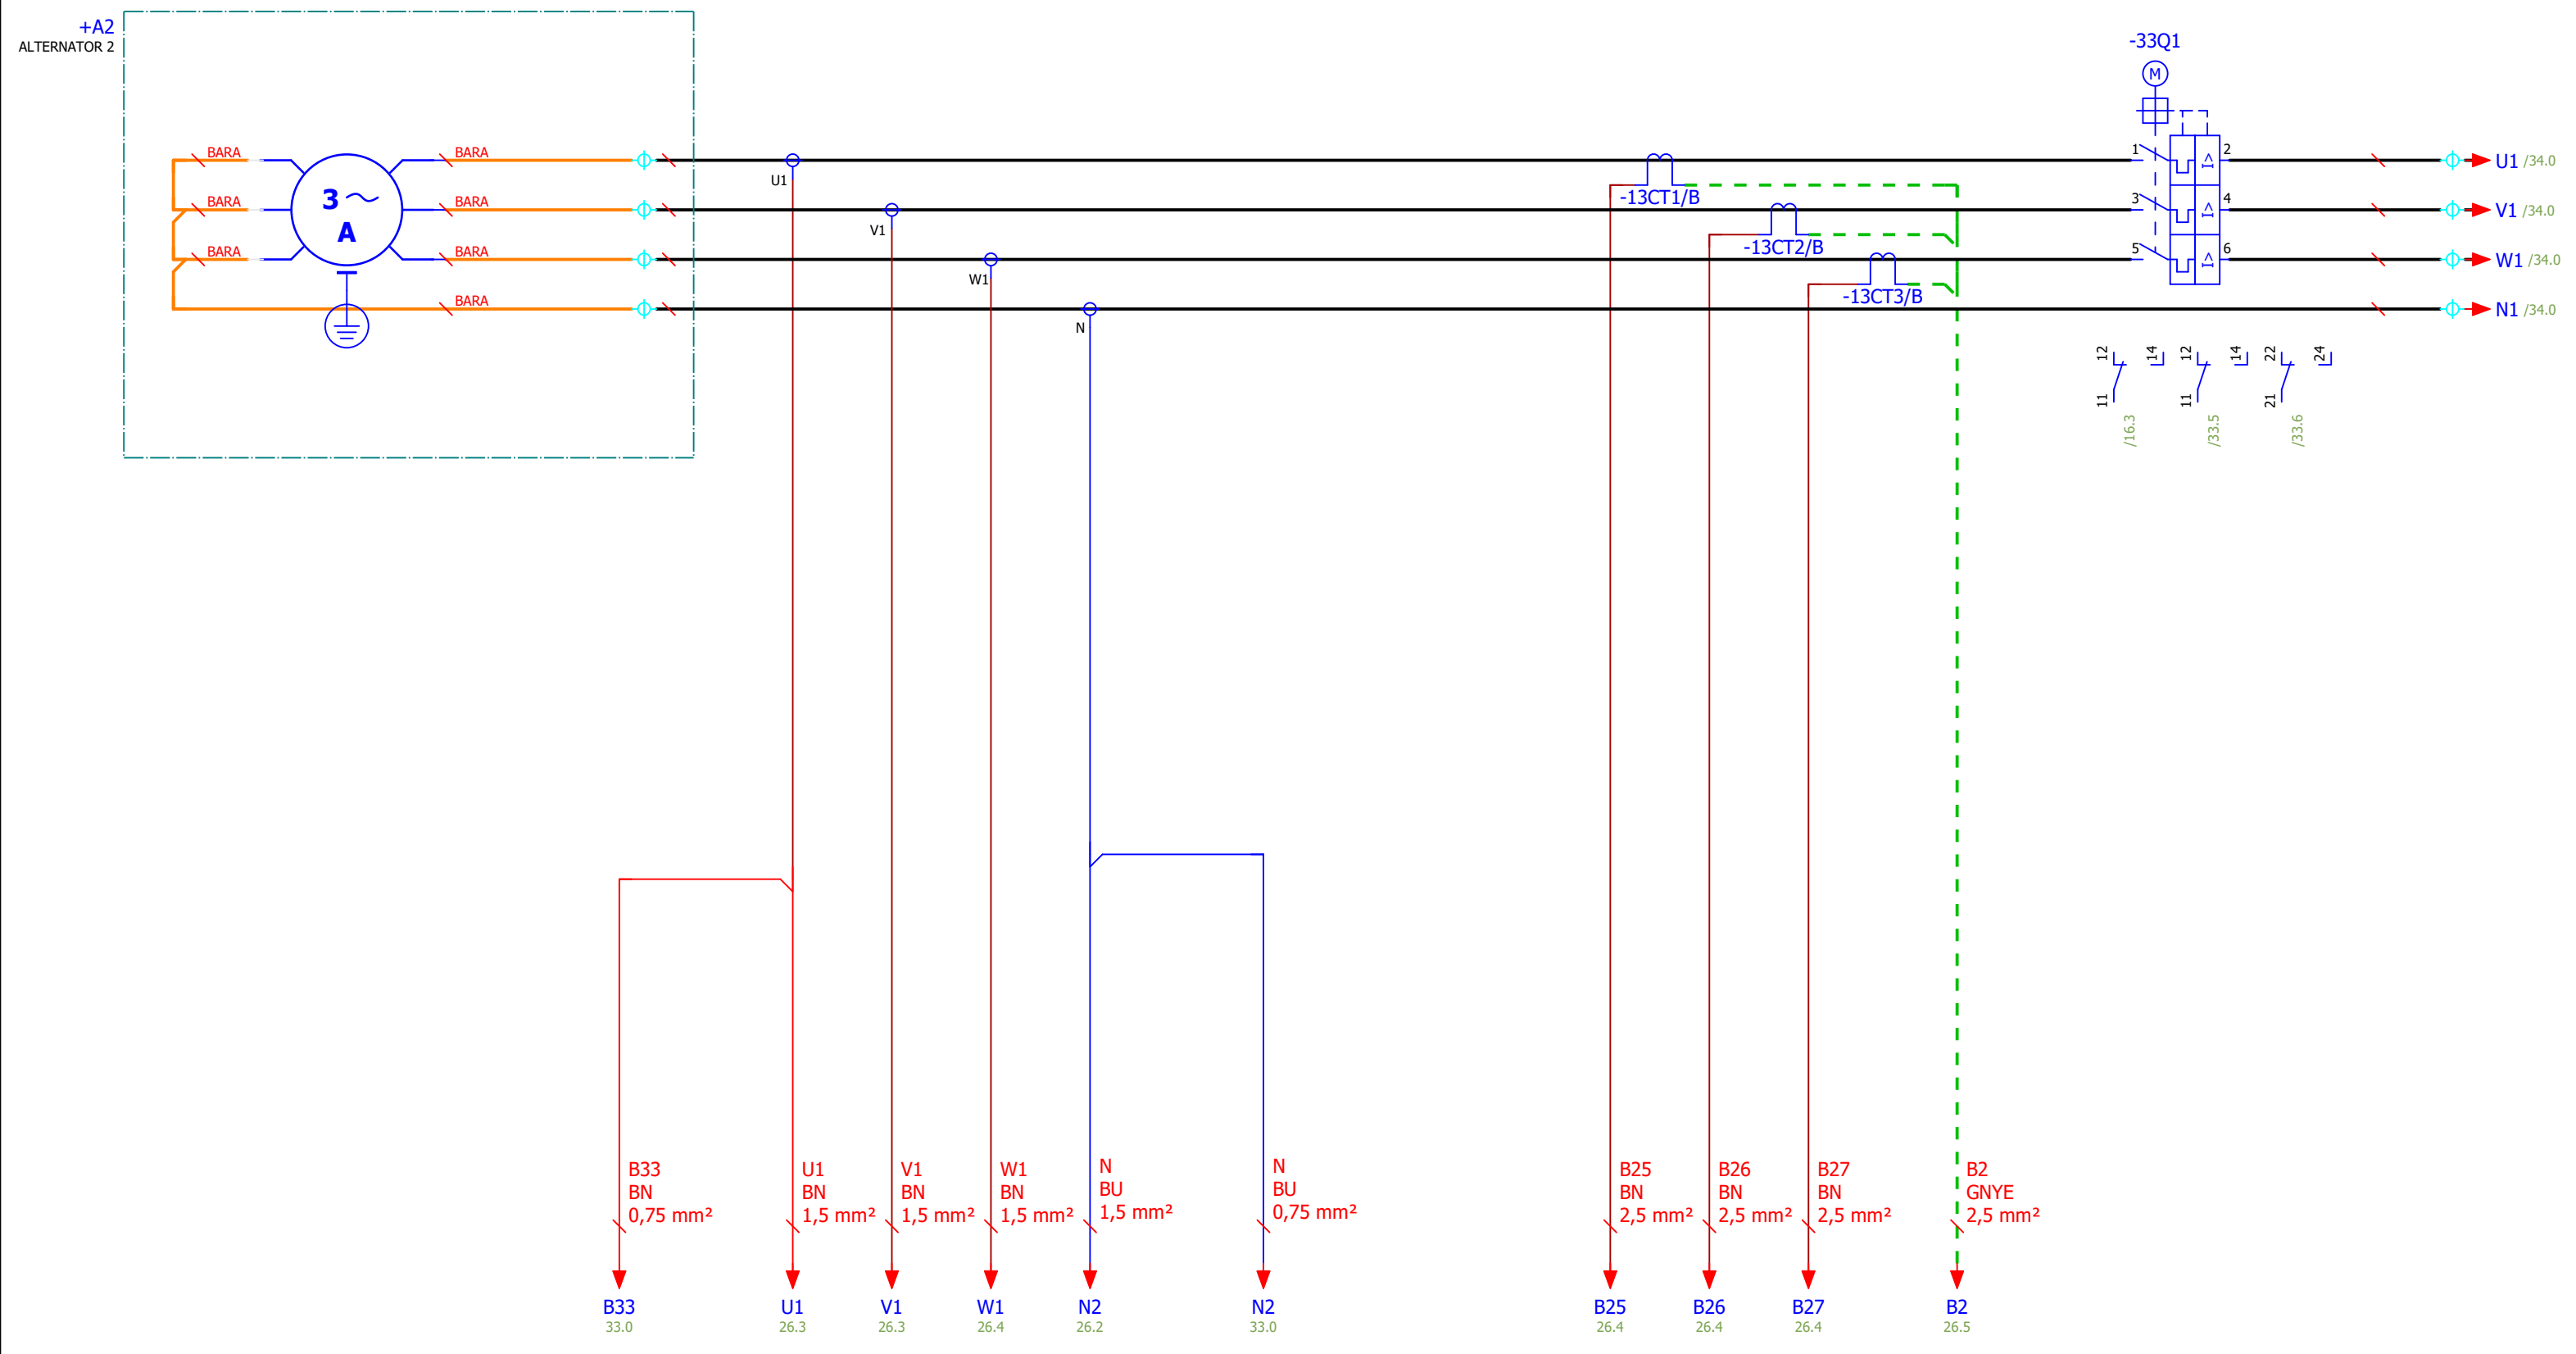 +A2
ALTERNATOR 2
-33Q1
M
BARA
BARA
U1
1
2
I>
U1 /34.0
-13CT1/B
3 ~
A
BARA
BARA
V1
3
4
I>
V1 /34.0
-13CT2/B
BARA
BARA
W1
5
6
I>
W1 /34.0
-13CT3/B
BARA
N
N1 /34.0
12
14
12
14
22
24
11
11
21
/16.3
/33.5
/33.6
B33
BN
0,75 mm²
U1
BN
1,5 mm²
V1
BN
1,5 mm²
W1
BN
1,5 mm²
N
BU
1,5 mm²
N
BU
0,75 mm²
B25
BN
2,5 mm²
B26
BN
2,5 mm²
B27
BN
2,5 mm²
B2
GNYE
2,5 mm²
B33
33.0
U1
26.3
V1
26.3
W1
26.4
N2
26.2
N2
33.0
B25
26.4
B26
26.4
B27
26.4
B2
26.5